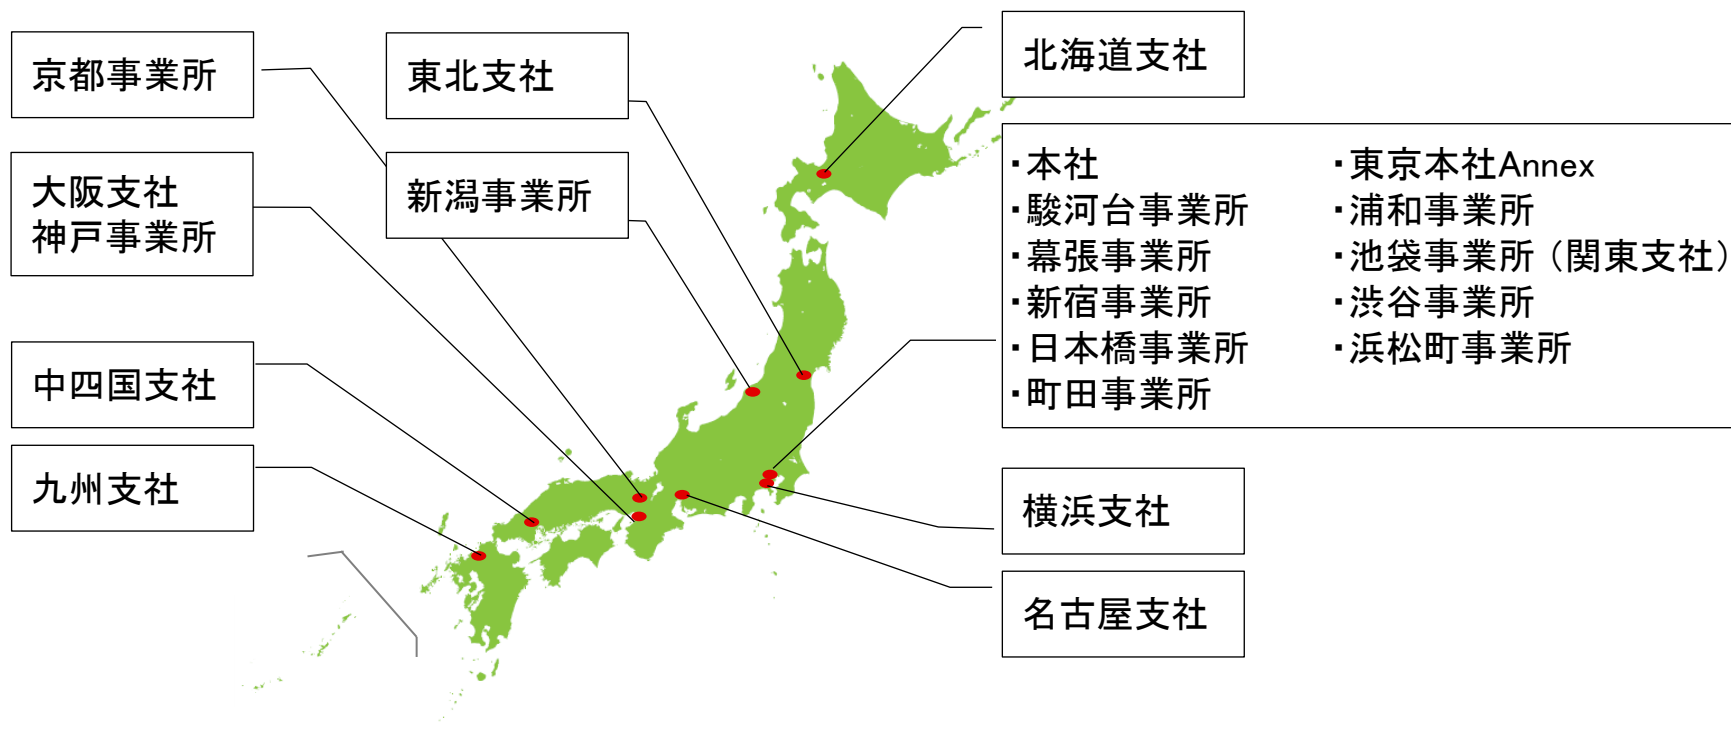 京都事業所
東北支社
北海道支社
大阪支社
神戸事業所
新潟事業所
・本社
・駿河台事業所
・幕張事業所
・新宿事業所
・日本橋事業所
・町田事業所
・東京本社Annex
・浦和事業所
・池袋事業所（関東支社）
・渋谷事業所
・浜松町事業所
中四国支社
九州支社
横浜支社
名古屋支社